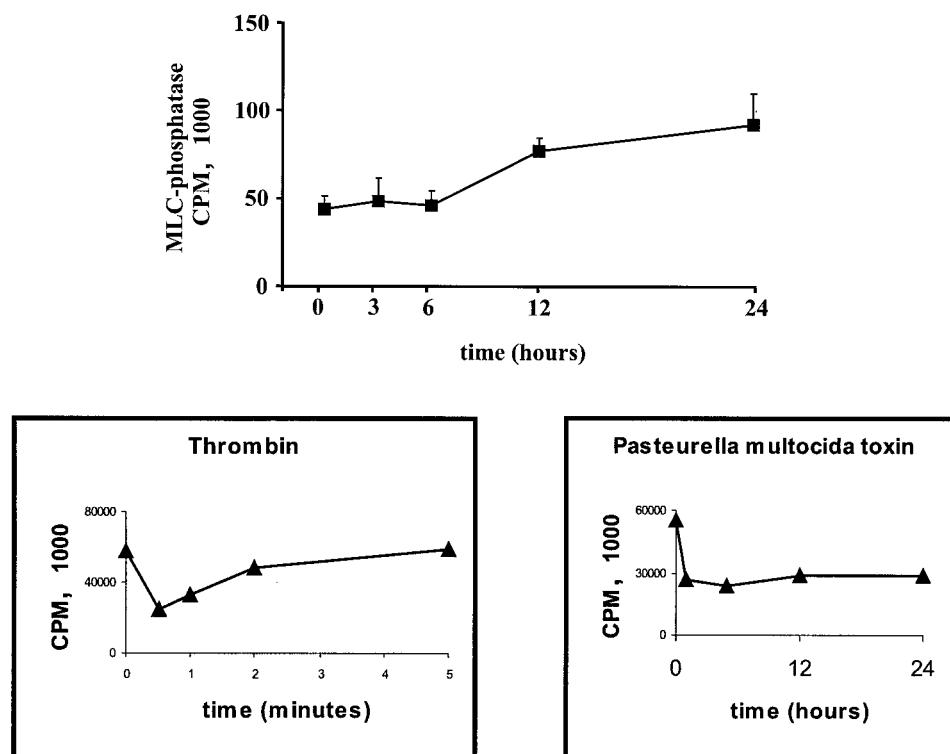 150
100
50
0
MLC-phosphatase
CPM, 1000
0 3 6 12 24
time (hours)
Thrombin
80000
40000
0
CPM, 1000
0 1 2 3 4 5
time (minutes)
Pasteurella multocida toxin
60000
30000
0
CPM, 1000
0 12 24
time (hours)